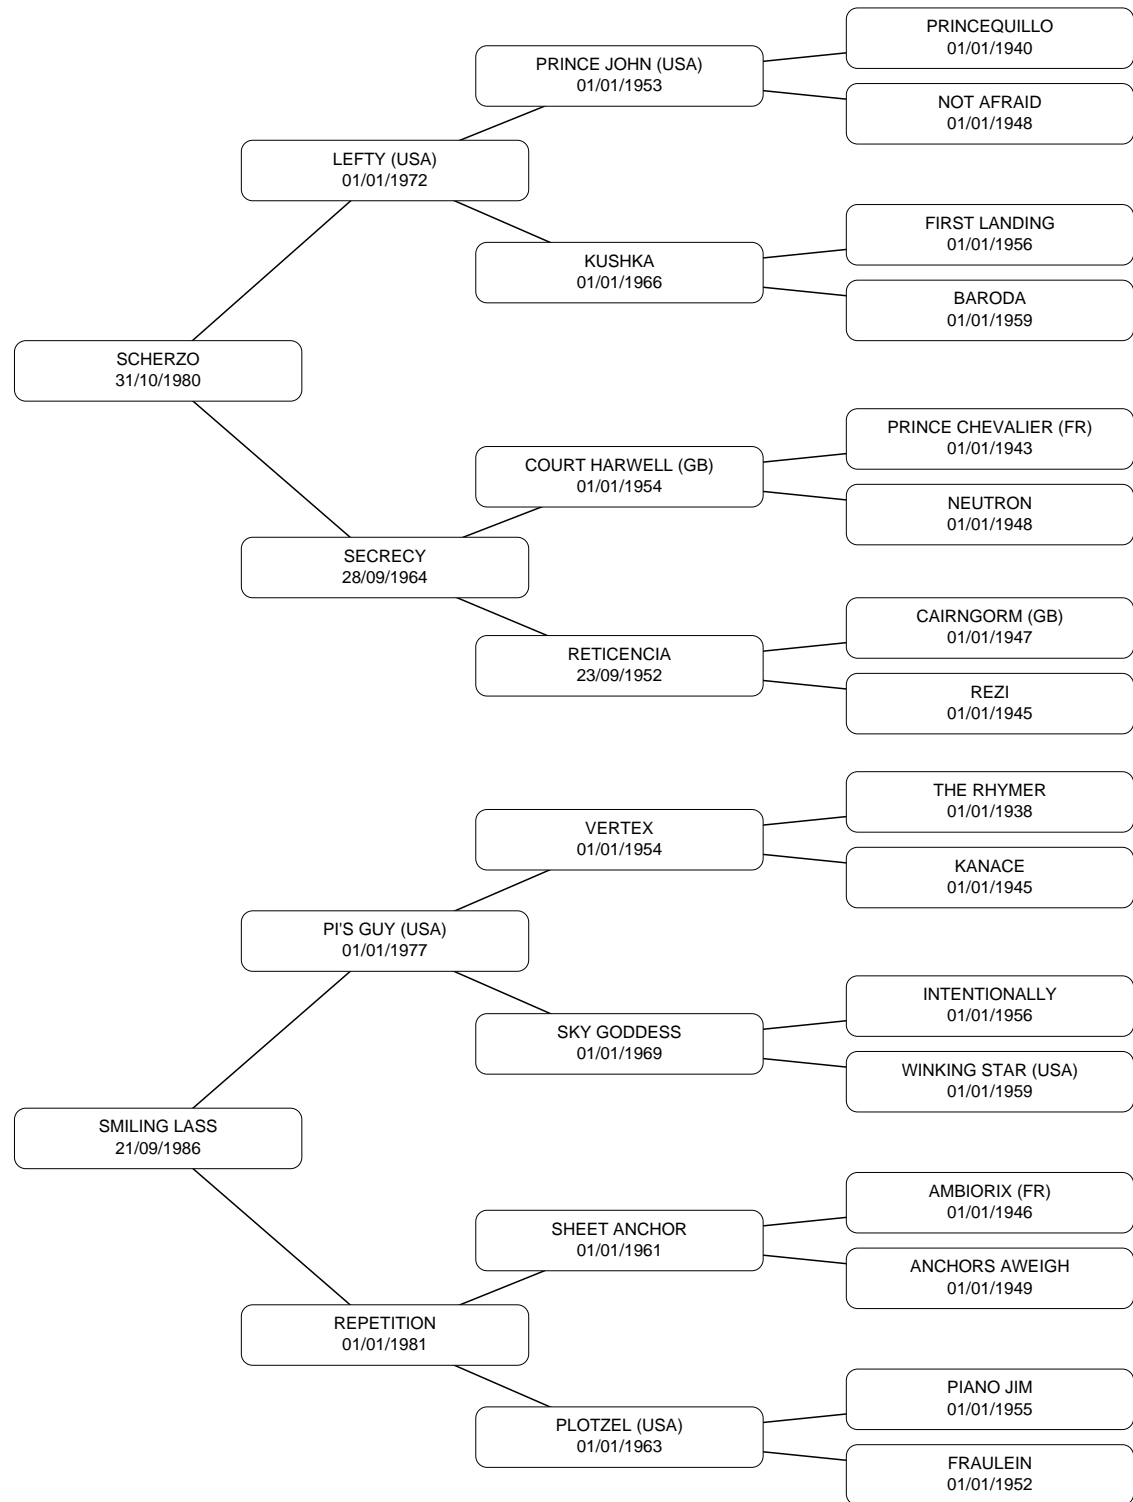 PRINCEQUILLO
01/01/1940
PRINCE JOHN (USA)
01/01/1953
NOT AFRAID
01/01/1948
LEFTY (USA)
01/01/1972
FIRST LANDING
01/01/1956
KUSHKA
01/01/1966
BARODA
01/01/1959
SCHERZO
31/10/1980
PRINCE CHEVALIER (FR)
01/01/1943
COURT HARWELL (GB)
01/01/1954
NEUTRON
01/01/1948
SECRECY
28/09/1964
CAIRNGORM (GB)
01/01/1947
RETICENCIA
23/09/1952
REZI
01/01/1945
THE RHYMER
01/01/1938
VERTEX
01/01/1954
KANACE
01/01/1945
PI'S GUY (USA)
01/01/1977
INTENTIONALLY
01/01/1956
SKY GODDESS
01/01/1969
WINKING STAR (USA)
01/01/1959
SMILING LASS
21/09/1986
AMBIORIX (FR)
01/01/1946
SHEET ANCHOR
01/01/1961
ANCHORS AWEIGH
01/01/1949
REPETITION
01/01/1981
PIANO JIM
01/01/1955
PLOTZEL (USA)
01/01/1963
FRAULEIN
01/01/1952